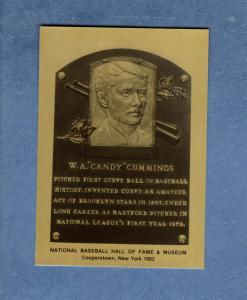 W.A. "CANDY" CUMMINGS
PITCHED FIRST CURVE BALL IN BASEBALL
HISTORY. INVENTED CURVE AS AMATEUR
ACE OF BROOKLYN STARS IN 1867. ENDED
LONG CAREER AS HARTFORD PITCHER IN
NATIONAL LEAGUE'S FIRST YEAR 1876.
NATIONAL BASEBALL HALL OF FAME & MUSEUM
Cooperstown, New York 1982